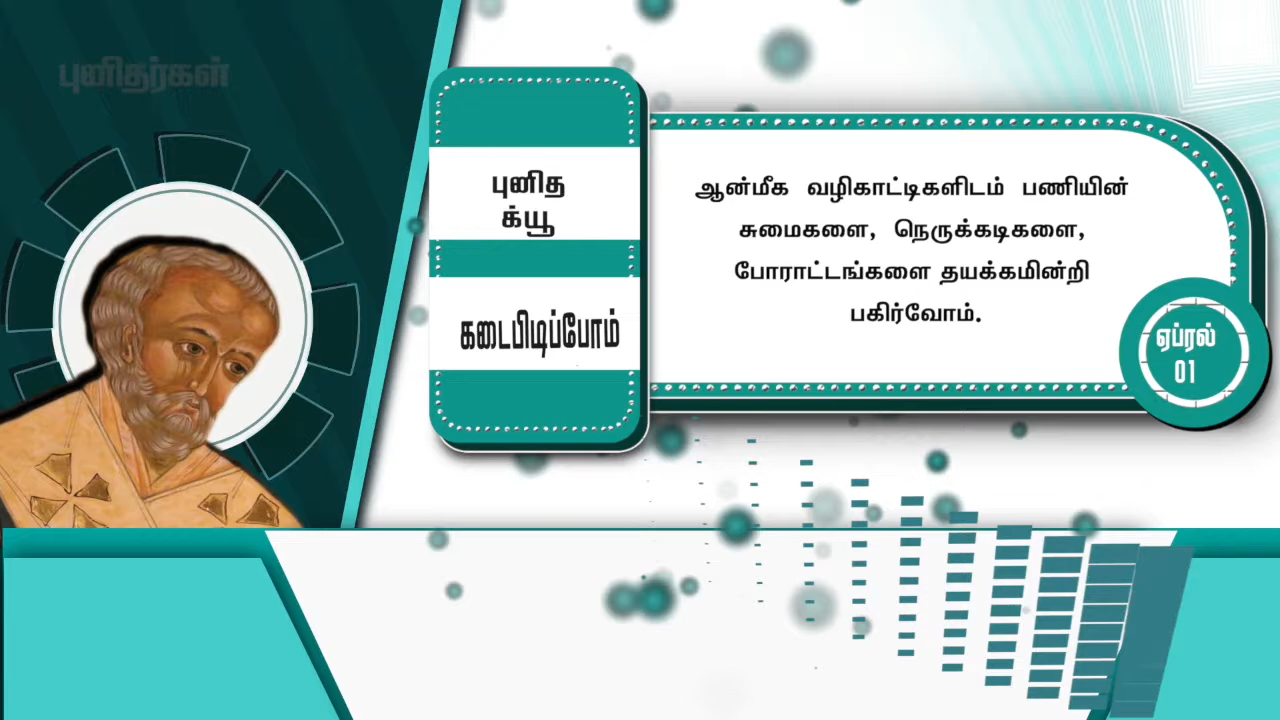 புனிதர்கள்
புனித
க்யூ
கடைபிடிப்போம்
ஆன்மீக வழிகாட்டிகளிடம் பணியின்
சுமைகளை, நெருக்கடிகளை,
போராட்டங்களை தயக்கமின்றி
பகிர்வோம்.
ஏப்ரல்
01